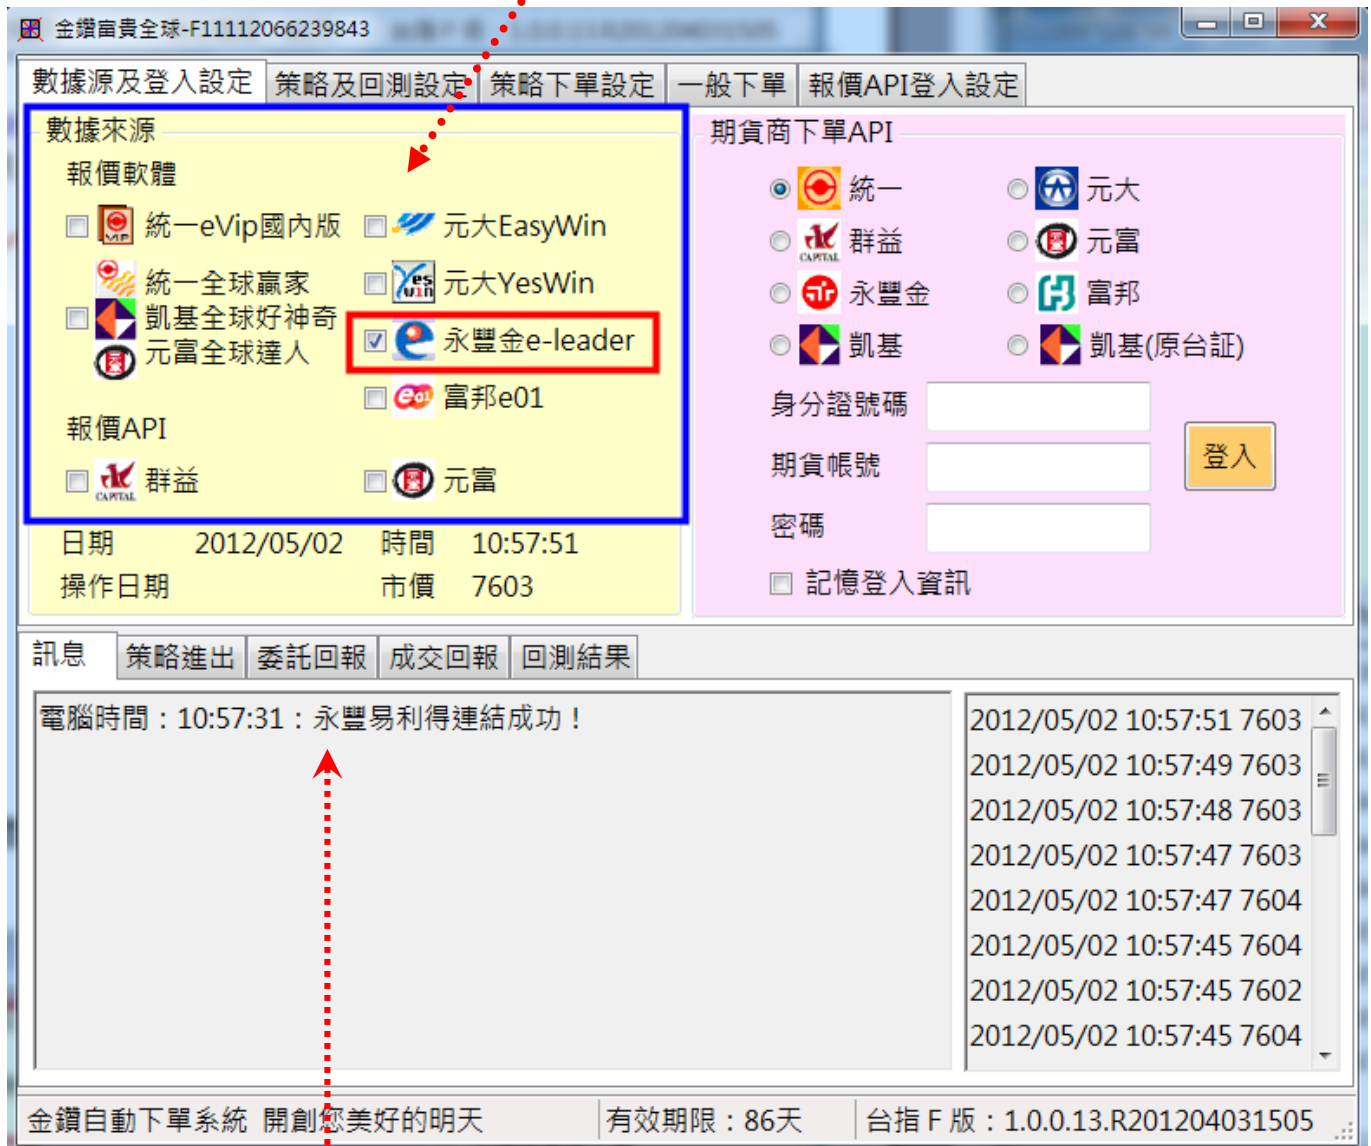 金鑽富貴全球-F11112066239843
數據源及登入設定 策略及回測設定 策略下單設定 一般下單 報價API登入設定
數據來源
報價軟體
統一eVip國內版 元大EasyWin
統一全球贏家 元大YesWin
凱基全球好神奇
元富全球達人
永豐金e-leader
富邦e01
報價API
群益 元富
日期 2012/05/02 時間 10:57:51
操作日期 市價 7603
期貨商下單API
統一 元大
群益 元富
永豐金 富邦
凱基 凱基(原台証)
身分證號碼
期貨帳號
登入
密碼
記憶登入資訊
訊息 策略進出 委託回報 成交回報 回測結果
電腦時間：10:57:31：永豐易利得連結成功！
2012/05/02 10:57:51 7603
2012/05/02 10:57:49 7603
2012/05/02 10:57:48 7603
2012/05/02 10:57:47 7603
2012/05/02 10:57:47 7604
2012/05/02 10:57:45 7604
2012/05/02 10:57:45 7602
2012/05/02 10:57:45 7604
金鑽自動下單系統 開創您美好的明天 有效期限：86天 台指F版：1.0.0.13.R201204031505